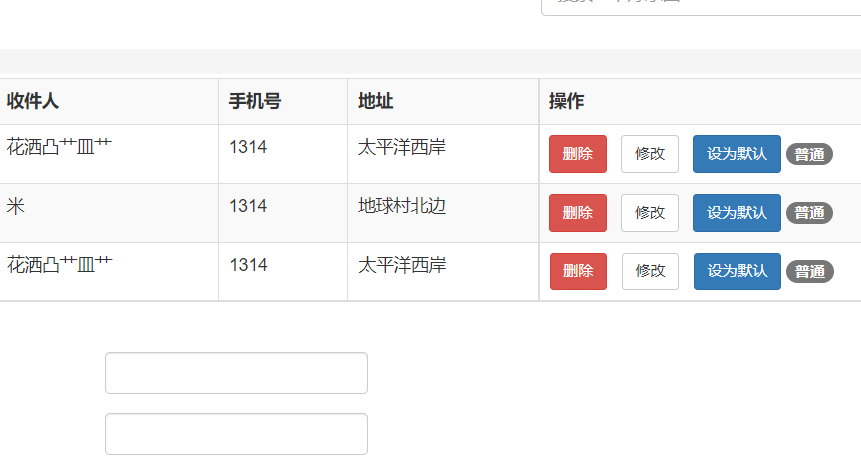 收件人 手机号 地址 操作
花洒凸艹皿艹 1314 太平洋西岸 删除 修改 设为默认 普通
米 1314 地球村北边 删除 修改 设为默认 普通
花洒凸艹皿艹 1314 太平洋西岸 删除 修改 设为默认 普通